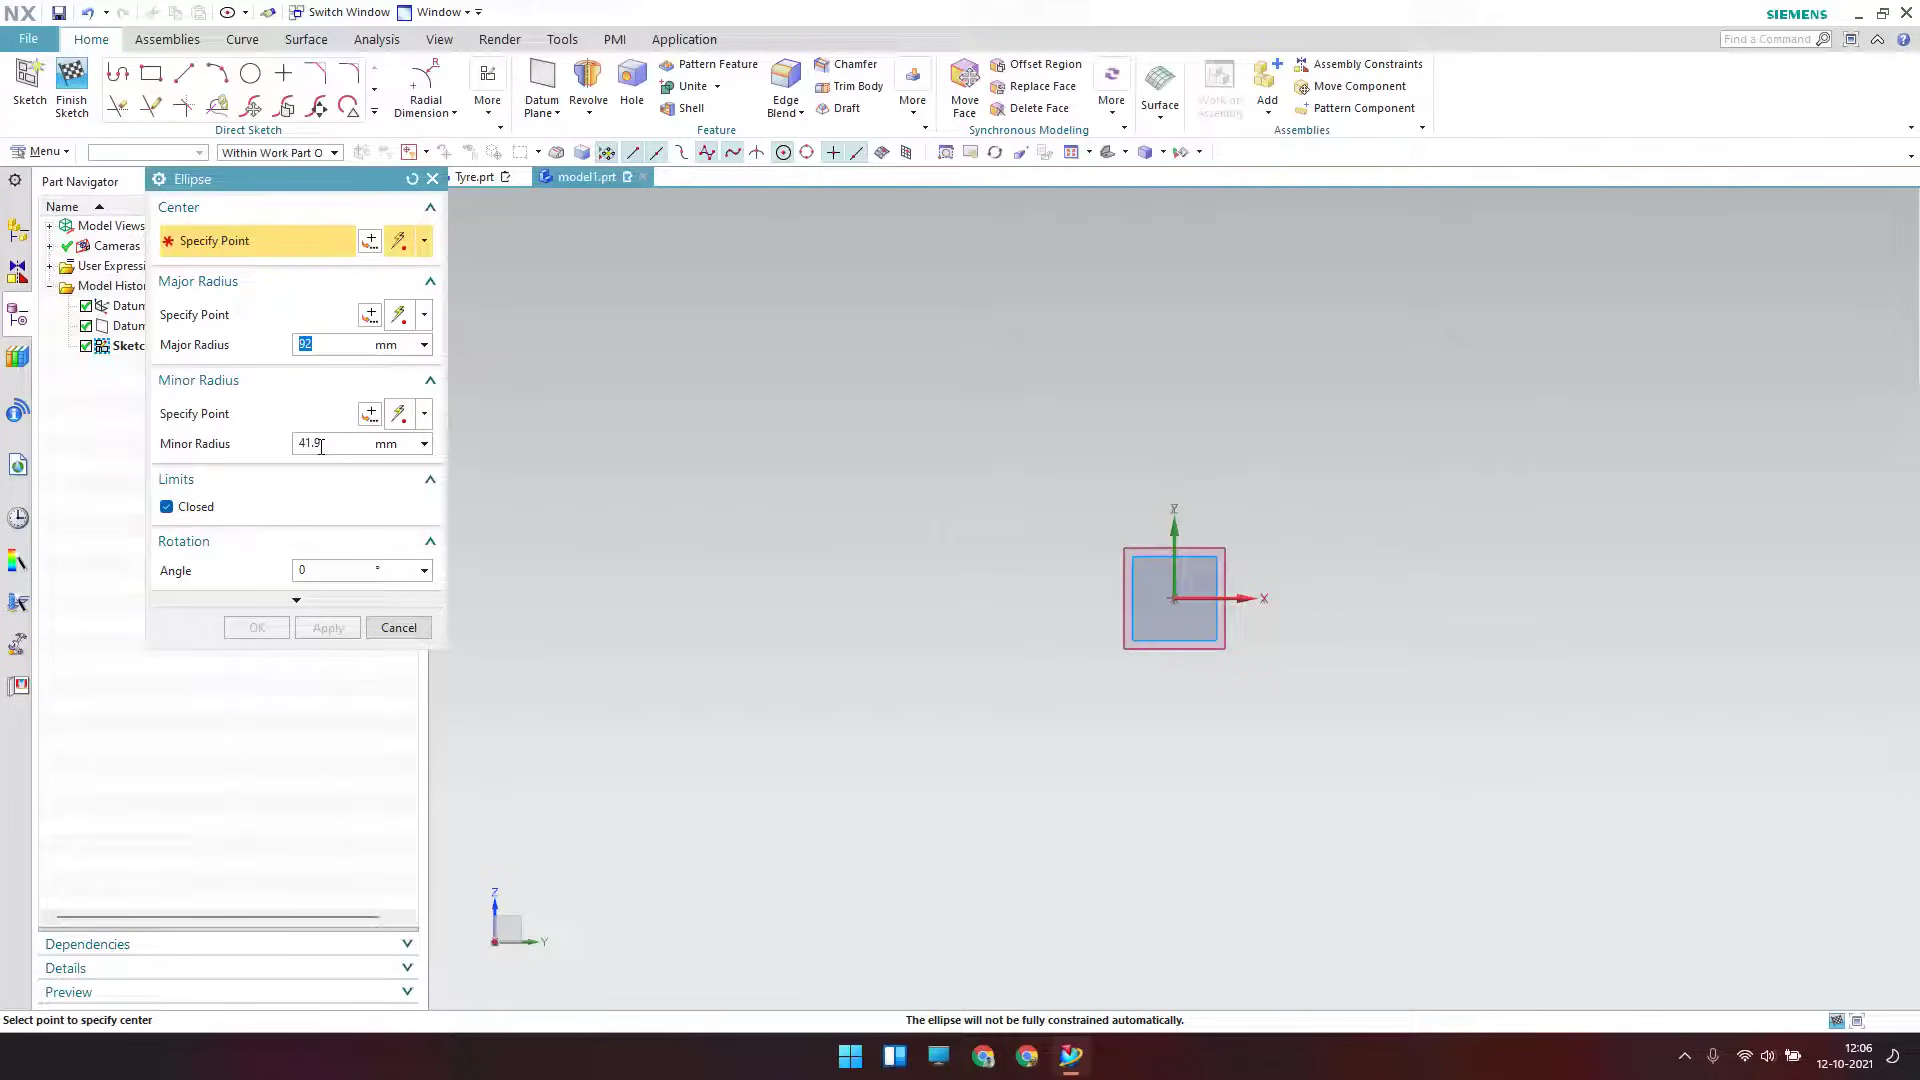 NX
Switch Window
Window
SIEMENS
File
Home
Assemblies
Curve
Surface
Analysis
View
Render
Tools
PMI
Application
Find a Command
Sketch
Finish
Sketch
Radial
Dimension
More
Direct Sketch
Datum
Plane
Revolve
Hole
Pattern Feature
Unite
Shell
Edge
Blend
Chamfer
Trim Body
Draft
More
Feature
Move
Face
Offset Region
Replace Face
Delete Face
More
Synchronous Modeling
Surface
Work on
Assembly
Add
Assembly Constraints
Move Component
Pattern Component
Assemblies
Menu
Within Work Part O
Part Navigator
Ellipse
Tyre.prt
model1.prt
Name
Center
Model Views
Cameras
User Expressi
Model Histo
Datun
Datun
Sketc
Specify Point
Major Radius
Specify Point
Major Radius
92
mm
Minor Radius
Specify Point
Minor Radius
41.9
mm
Limits
Closed
Rotation
Angle
0
°
OK
Apply
Cancel
X
Z
Y
Dependencies
Details
Preview
Select point to specify center
The ellipse will not be fully constrained automatically.
12:06
12-10-2021